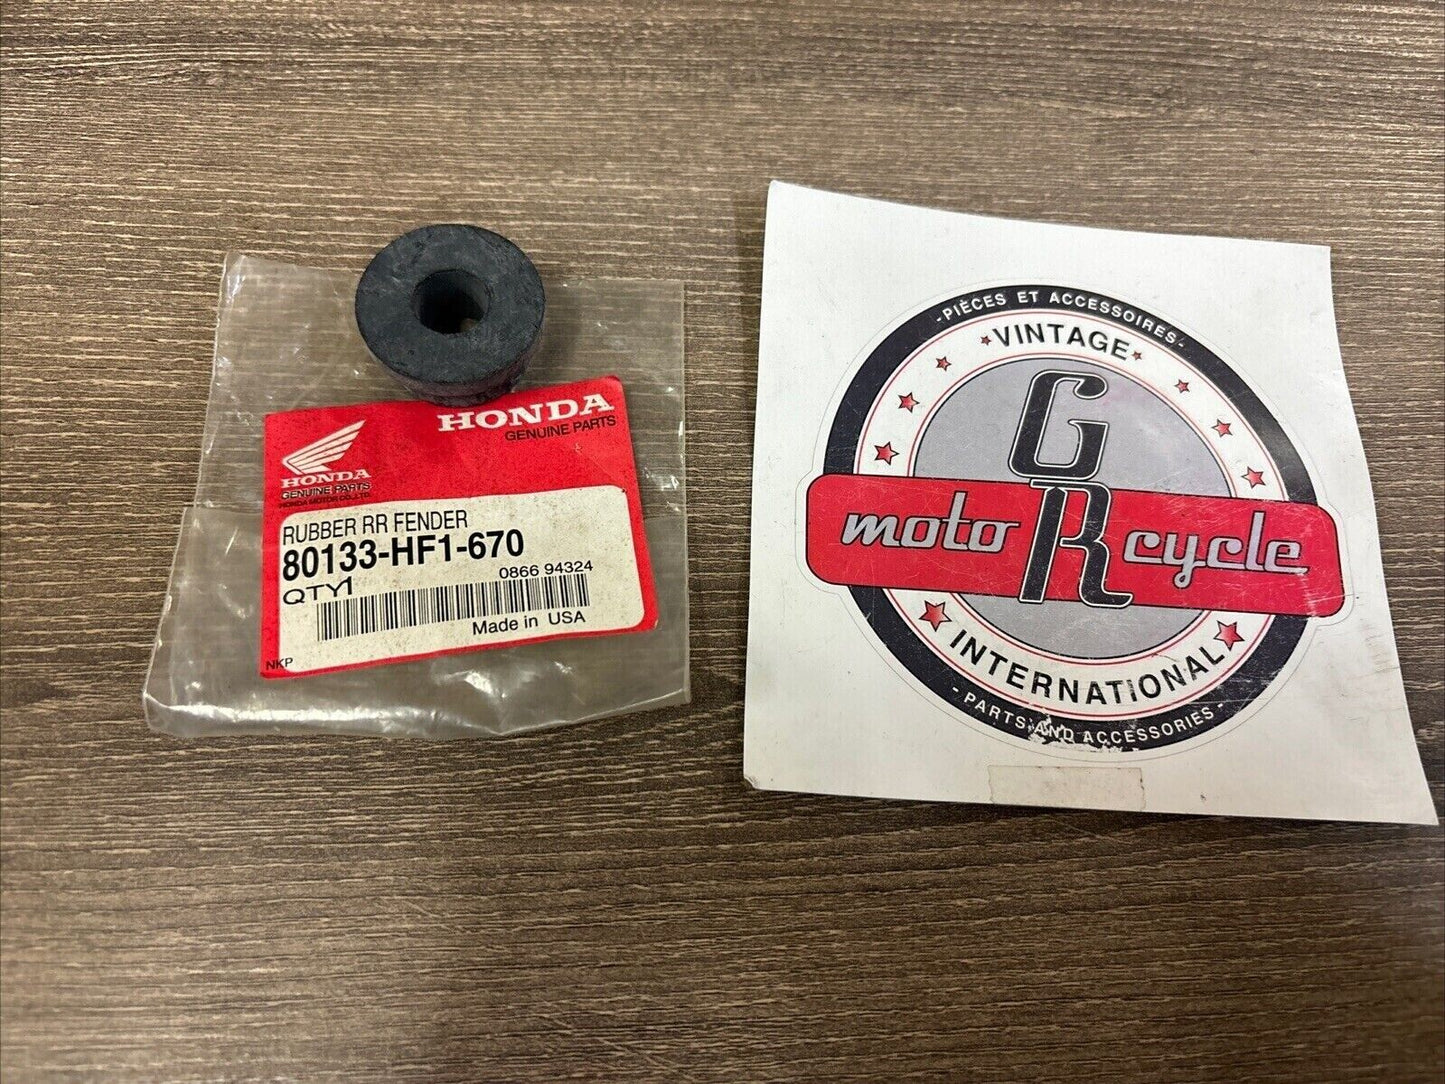 HONDA
GENUINE PARTS
HONDA
GENUINE PARTS
HONDA MOTOR CO.,LTD.
RUBBER RR FENDER
80133-HF1-670
QTY1
0866 94324
Made in USA
NKP
-PIÈCES ET ACCESSOIRES-
VINTAGE
GR
moto cycle
INTERNATIONAL
- PARTS AND ACCESSORIES -